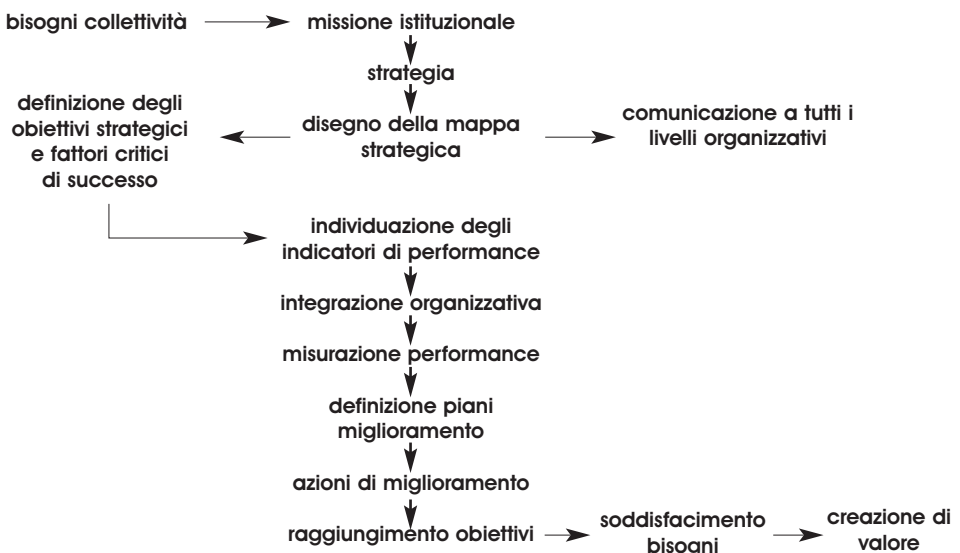 bisogni collettività
missione istituzionale
strategia
definizione degli
obiettivi strategici
e fattori critici
di successo
disegno della mappa
strategica
comunicazione a tutti i
livelli organizzativi
individuazione degli
indicatori di performance
integrazione organizzativa
misurazione performance
definizione piani
miglioramento
azioni di miglioramento
raggiungimento obiettivi
soddisfacimento
bisogni
creazione di
valore